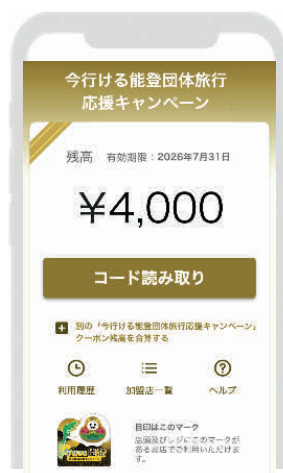 今行ける能登団体旅行
応援キャンペーン
残高 有効期限：2026年7月31日
¥4,000
コード読み取り
別の「今行ける能登団体旅行応援キャンペーン」
クーポン残高を合算する
利用履歴 加盟店一覧 ヘルプ
目印はこのマーク
店頭及びレジにこのマークが
あるお店でご利用いただけま
す。